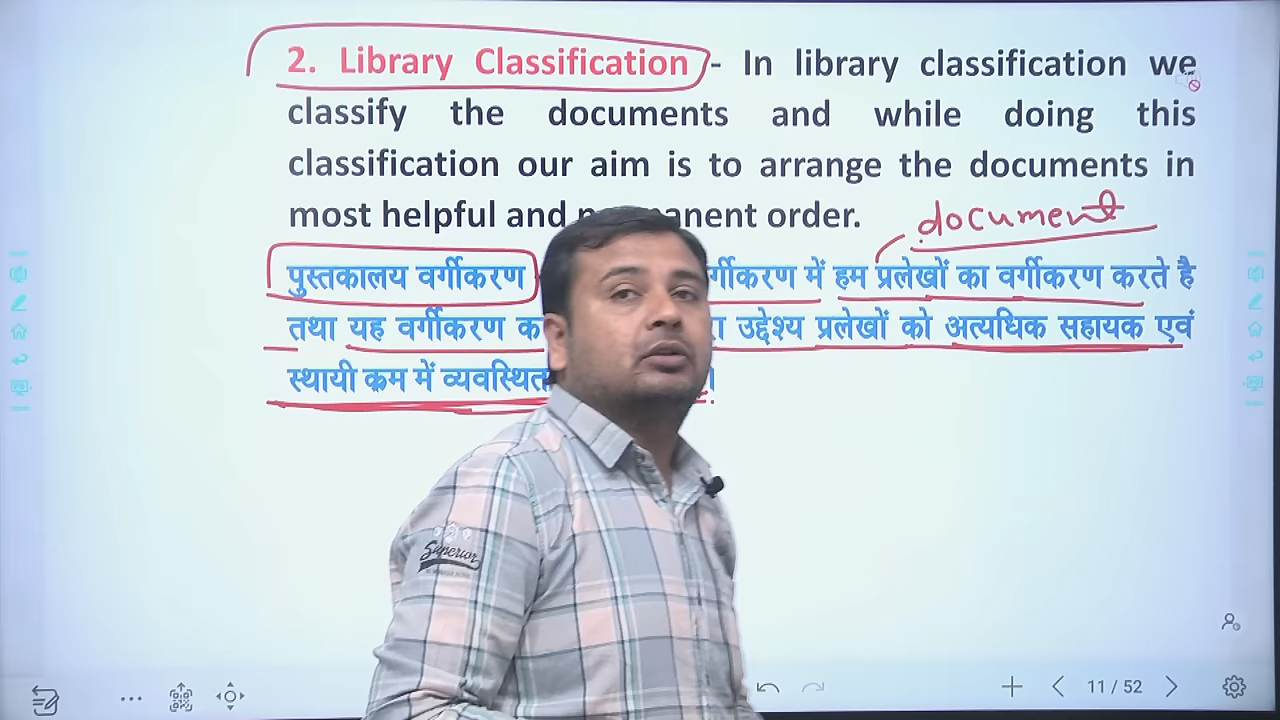 2. Library Classification - In library classification we
classify the documents and while doing this
classification our aim is to arrange the documents in
most helpful and order.
document
पुस्तकालय वर्गीकरण में हम प्रलेखों का वर्गीकरण करते है
तथा यह वर्गीकरण उद्देश्य प्रलेखों को अत्यधिक सहायक एवं
स्थायी क्रम में व्यवस्थित
Superior
11 / 52